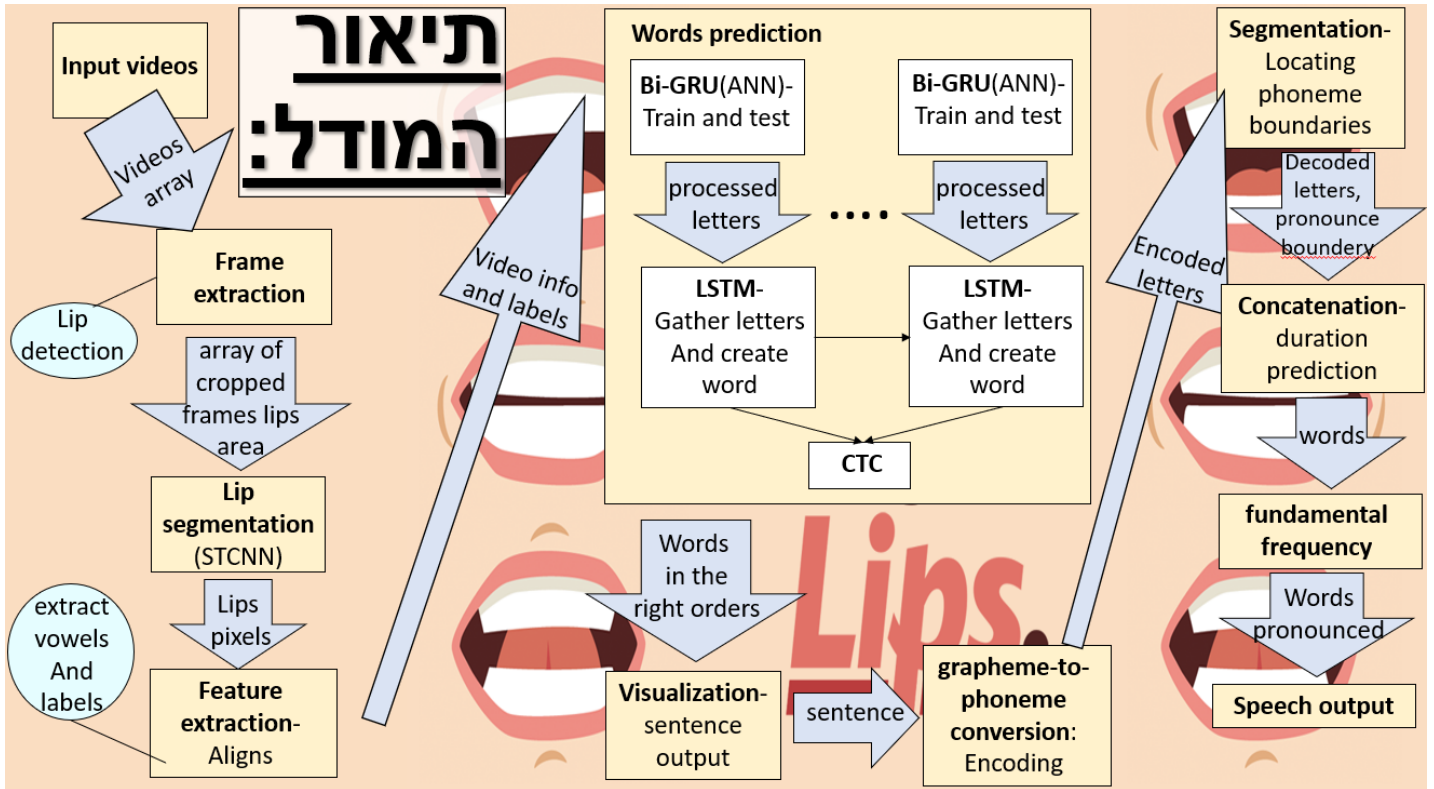 תיאור
המודל:
Input videos
Videos
array
Frame
extraction
Lip
detection
array of
cropped
frames lips
area
Lip
segmentation
(STCNN)
Lips
pixels
extract
vowels
And
labels
Feature
extraction-
Aligns
Video info
and labels
Words prediction
Bi-GRU(ANN)-
Train and test
Bi-GRU(ANN)-
Train and test
processed
letters
....
processed
letters
LSTM-
Gather letters
And create
word
LSTM-
Gather letters
And create
word
CTC
Words
in the
right orders
Lips.
Visualization-
sentence
output
sentence
grapheme-to-
phoneme
conversion:
Encoding
Encoded
letters
Segmentation-
Locating
phoneme
boundaries
Decoded
letters,
pronounce
boundery
Concatenation-
duration
prediction
words
fundamental
frequency
Words
pronounced
Speech output